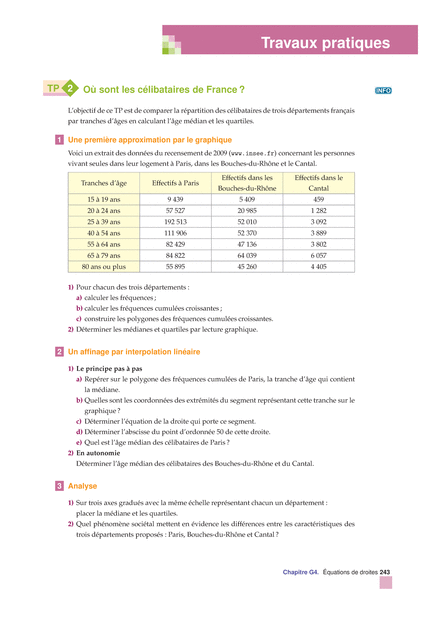 Travaux pratiques
TP 2 Où sont les célibataires de France ?
INFO
L'objectif de ce TP est de comparer la répartition des célibataires de trois départements français
par tranches d'âges en calculant l'âge médian et les quartiles.
1 Une première approximation par le graphique
Voici un extrait des données du recensement de 2009 (www.insee.fr) concernant les personnes
vivant seules dans leur logement à Paris, dans les Bouches-du-Rhône et le Cantal.
Tranches d'âge Effectifs à Paris Effectifs dans les Bouches-du-Rhône Effectifs dans le Cantal
15 à 19 ans 9 439 5 409 459
20 à 24 ans 57 527 20 985 1 282
25 à 39 ans 192 513 52 010 3 092
40 à 54 ans 111 906 52 370 3 889
55 à 64 ans 82 429 47 136 3 802
65 à 79 ans 84 822 64 039 6 057
80 ans ou plus 55 895 45 260 4 405
1) Pour chacun des trois départements :
a) calculer les fréquences ;
b) calculer les fréquences cumulées croissantes ;
c) construire les polygones des fréquences cumulées croissantes.
2) Déterminer les médianes et quartiles par lecture graphique.
2 Un affinage par interpolation linéaire
1) Le principe pas à pas
a) Repérer sur le polygone des fréquences cumulées de Paris, la tranche d'âge qui contient
la médiane.
b) Quelles sont les coordonnées des extrémités du segment représentant cette tranche sur le
graphique ?
c) Déterminer l'équation de la droite qui porte ce segment.
d) Déterminer l'abscisse du point d'ordonnée 50 de cette droite.
e) Quel est l'âge médian des célibataires de Paris ?
2) En autonomie
Déterminer l'âge médian des célibataires des Bouches-du-Rhône et du Cantal.
3 Analyse
1) Sur trois axes gradués avec la même échelle représentant chacun un département :
placer la médiane et les quartiles.
2) Quel phénomène sociétal mettent en évidence les différences entre les caractéristiques des
trois départements proposés : Paris, Bouches-du-Rhône et Cantal ?
Chapitre G4. Équations de droites 243